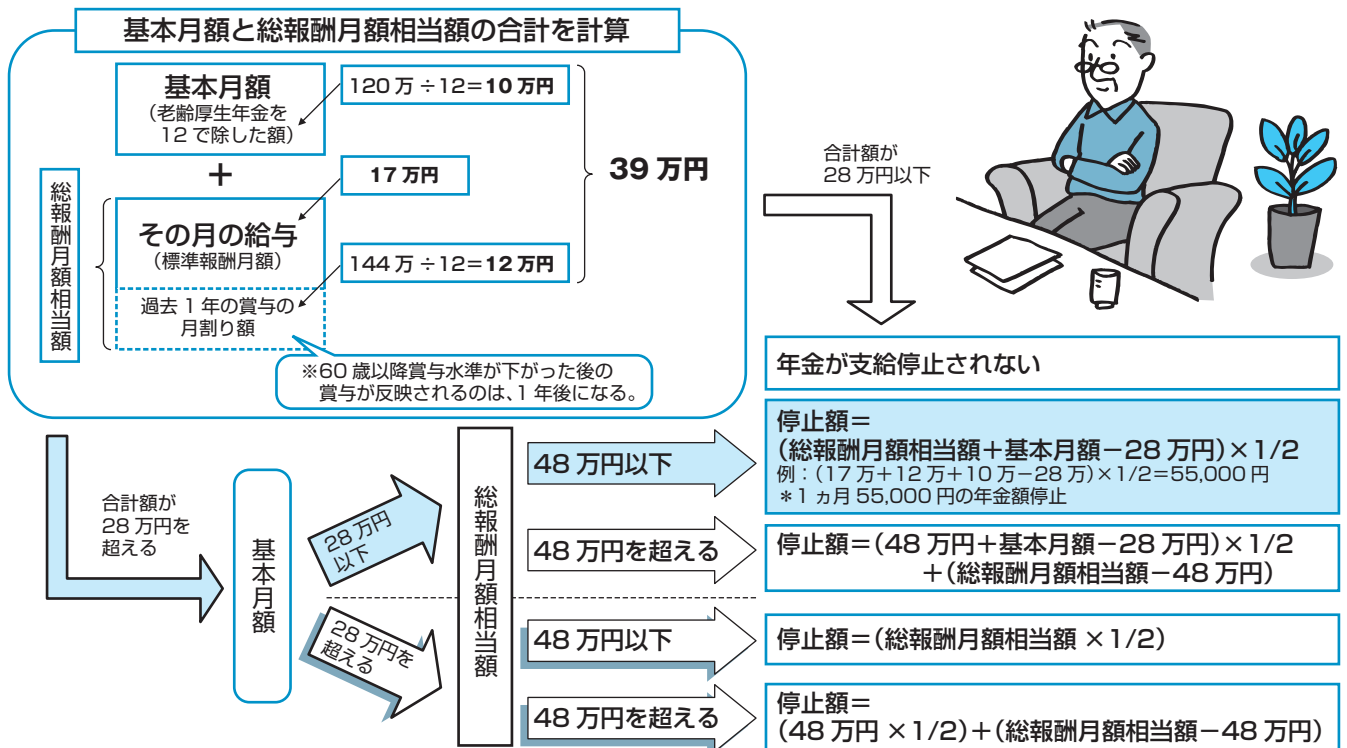 基本月額と総報酬月額相当額の合計を計算
基本月額
（老齢厚生年金を
12で除した額）
120万÷12＝10万円
＋
17万円
39万円
総報酬月額相当額
その月の給与
（標準報酬月額）
144万÷12＝12万円
過去1年の賞与の
月割り額
※60歳以降賞与水準が下がった後の
賞与が反映されるのは、1年後になる。
合計額が
28万円以下
年金が支給停止されない
合計額が
28万円を
超える
基本月額
28万円
以下
28万円を
超える
総報酬月額相当額
48万円以下
停止額＝
（総報酬月額相当額＋基本月額－28万円）×1/2
例：（17万＋12万＋10万－28万）×1/2＝55,000円
＊1ヵ月55,000円の年金額停止
48万円を超える
停止額＝（48万円＋基本月額－28万円）×1/2
＋（総報酬月額相当額－48万円）
48万円以下
停止額＝（総報酬月額相当額×1/2）
48万円を超える
停止額＝
（48万円×1/2）＋（総報酬月額相当額－48万円）